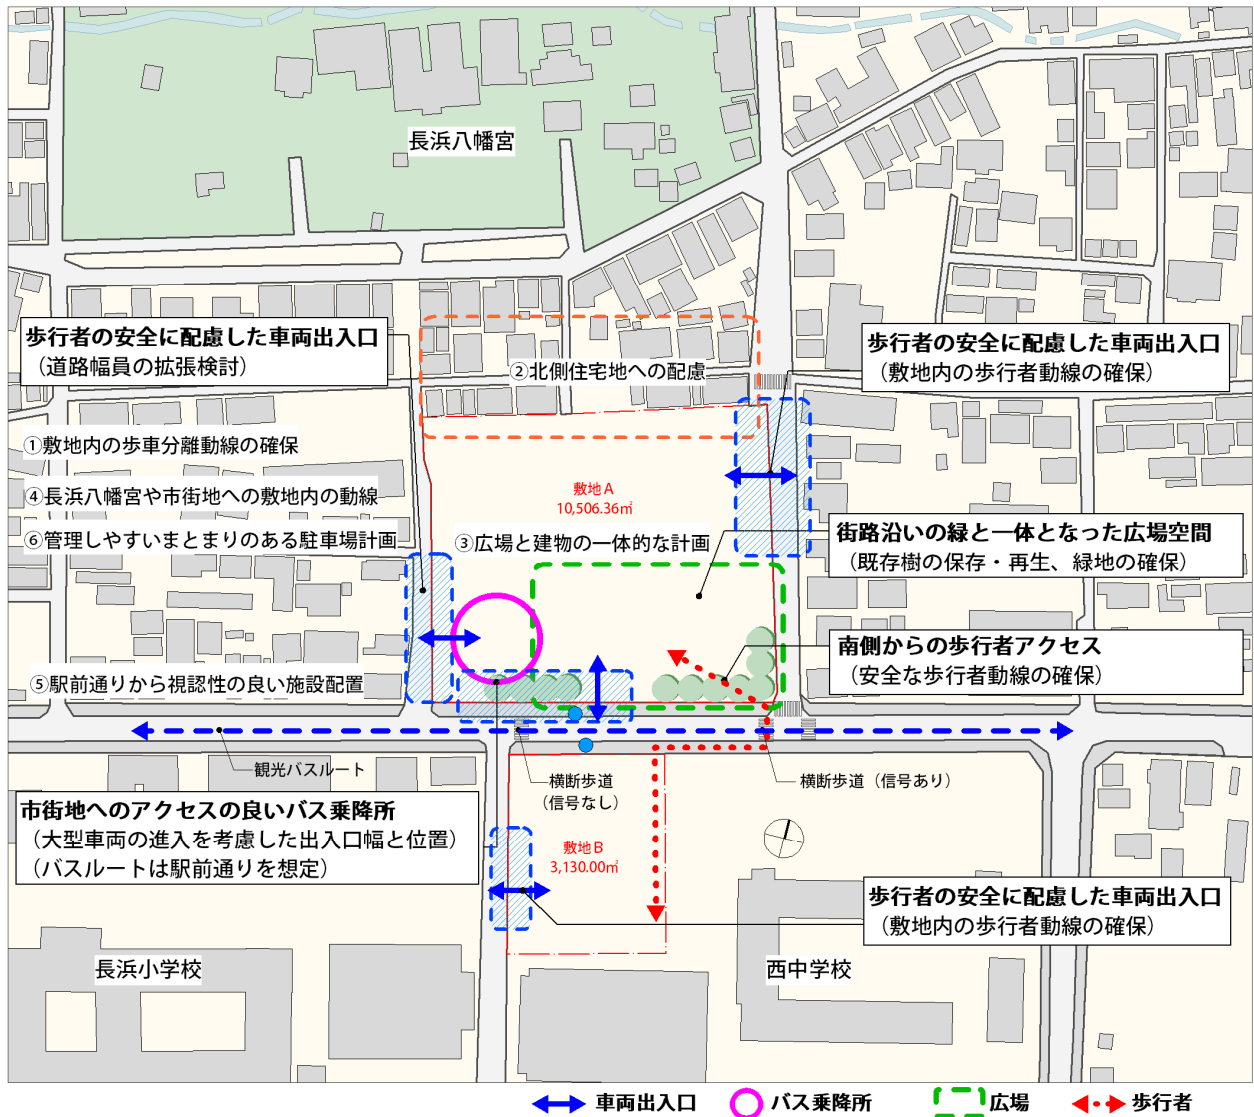 長浜八幡宮
歩行者の安全に配慮した車両出入口
（道路幅員の拡張検討）
歩行者の安全に配慮した車両出入口
（敷地内の歩行者動線の確保）
②北側住宅地への配慮
①敷地内の歩車分離動線の確保
④長浜八幡宮や市街地への敷地内の動線
⑥管理しやすいまとまりのある駐車場計画
敷地A
10,506.36㎡
③広場と建物の一体的な計画
街路沿いの緑と一体となった広場空間
（既存樹の保存・再生、緑地の確保）
南側からの歩行者アクセス
（安全な歩行者動線の確保）
⑤駅前通りから視認性の良い施設配置
観光バスルート
横断歩道
（信号なし）
横断歩道（信号あり）
市街地へのアクセスの良いバス乗降所
（大型車両の進入を考慮した出入口幅と位置）
（バスルートは駅前通りを想定）
敷地B
3,130.00㎡
歩行者の安全に配慮した車両出入口
（敷地内の歩行者動線の確保）
長浜小学校
西中学校
車両出入口
バス乗降所
広場
歩行者